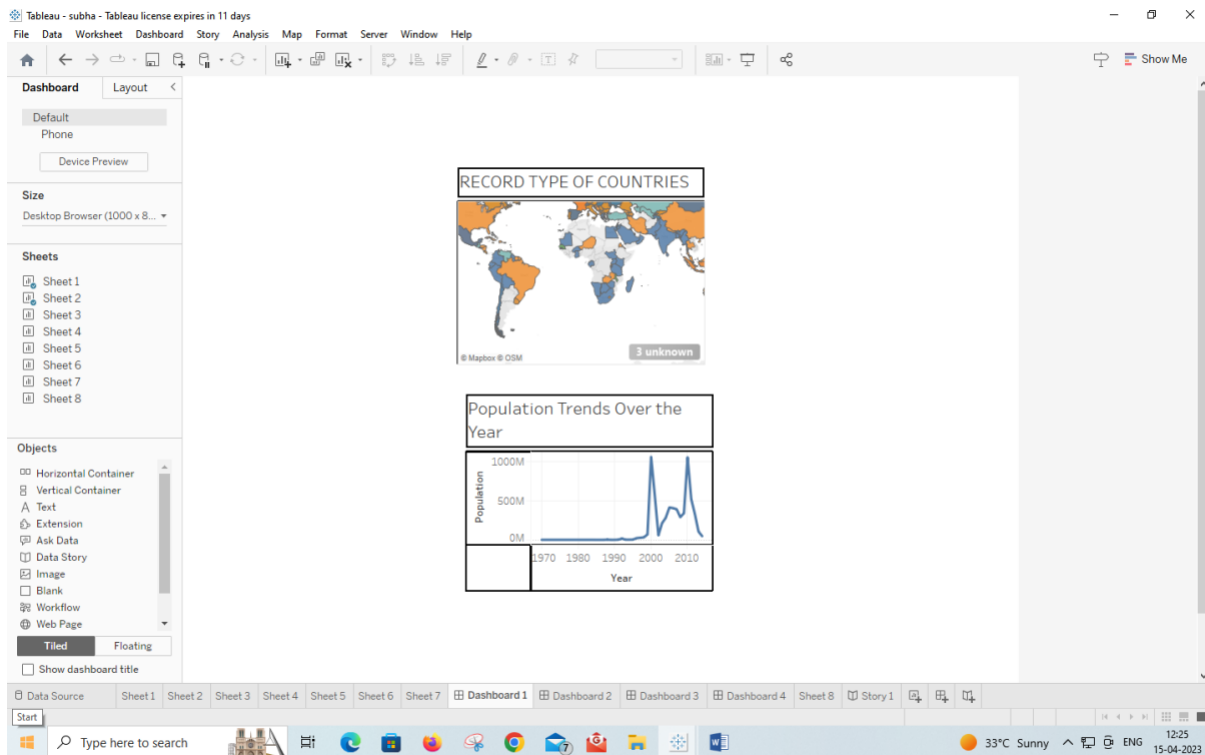 Tableau - subha - Tableau license expires in 11 days
File Data Worksheet Dashboard Story Analysis Map Format Server Window Help
Show Me
Dashboard Layout
Default
Phone
Device Preview
Size
Desktop Browser (1000 x 8...
Sheets
Sheet 1
Sheet 2
Sheet 3
Sheet 4
Sheet 5
Sheet 6
Sheet 7
Sheet 8
Objects
Horizontal Container
Vertical Container
Text
Extension
Ask Data
Data Story
Image
Blank
Workflow
Web Page
Tiled Floating
Show dashboard title
RECORD TYPE OF COUNTRIES
© Mapbox © OSM
3 unknown
Population Trends Over the
Year
Population
1000M
500M
0M
1970 1980 1990 2000 2010
Year
Data Source Sheet 1 Sheet 2 Sheet 3 Sheet 4 Sheet 5 Sheet 6 Sheet 7 Dashboard 1 Dashboard 2 Dashboard 3 Dashboard 4 Sheet 8 Story 1
Start
Type here to search
7
33°C Sunny ENG
12:25
15-04-2023